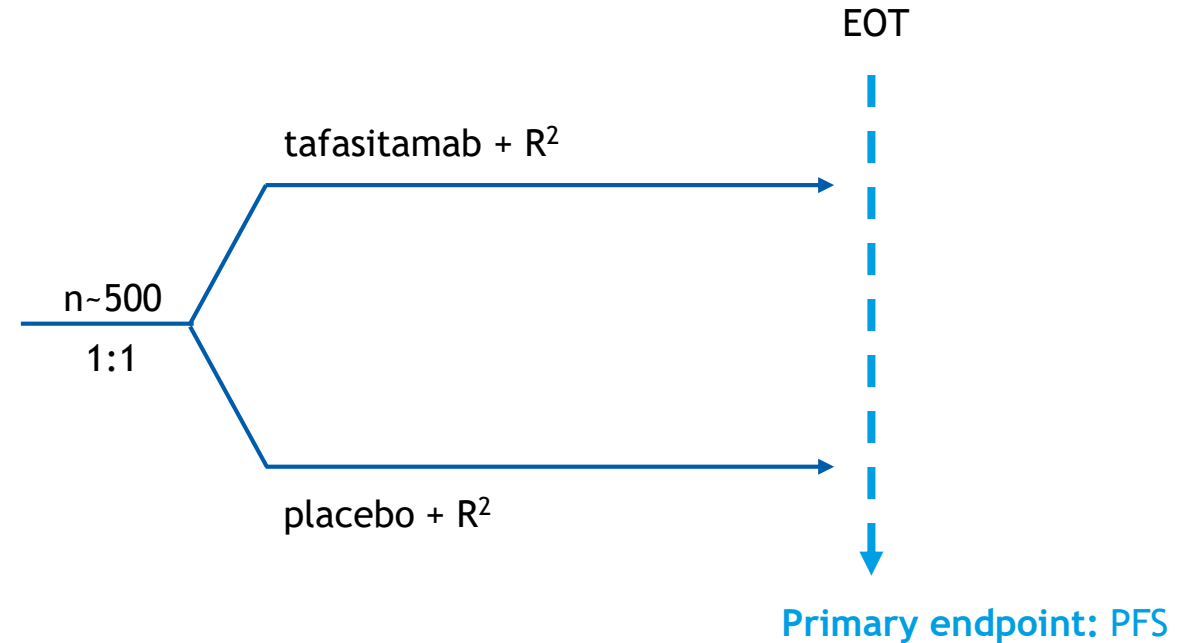 EOT
tafasitamab + R²
n~500
1:1
placebo + R²
Primary endpoint: PFS